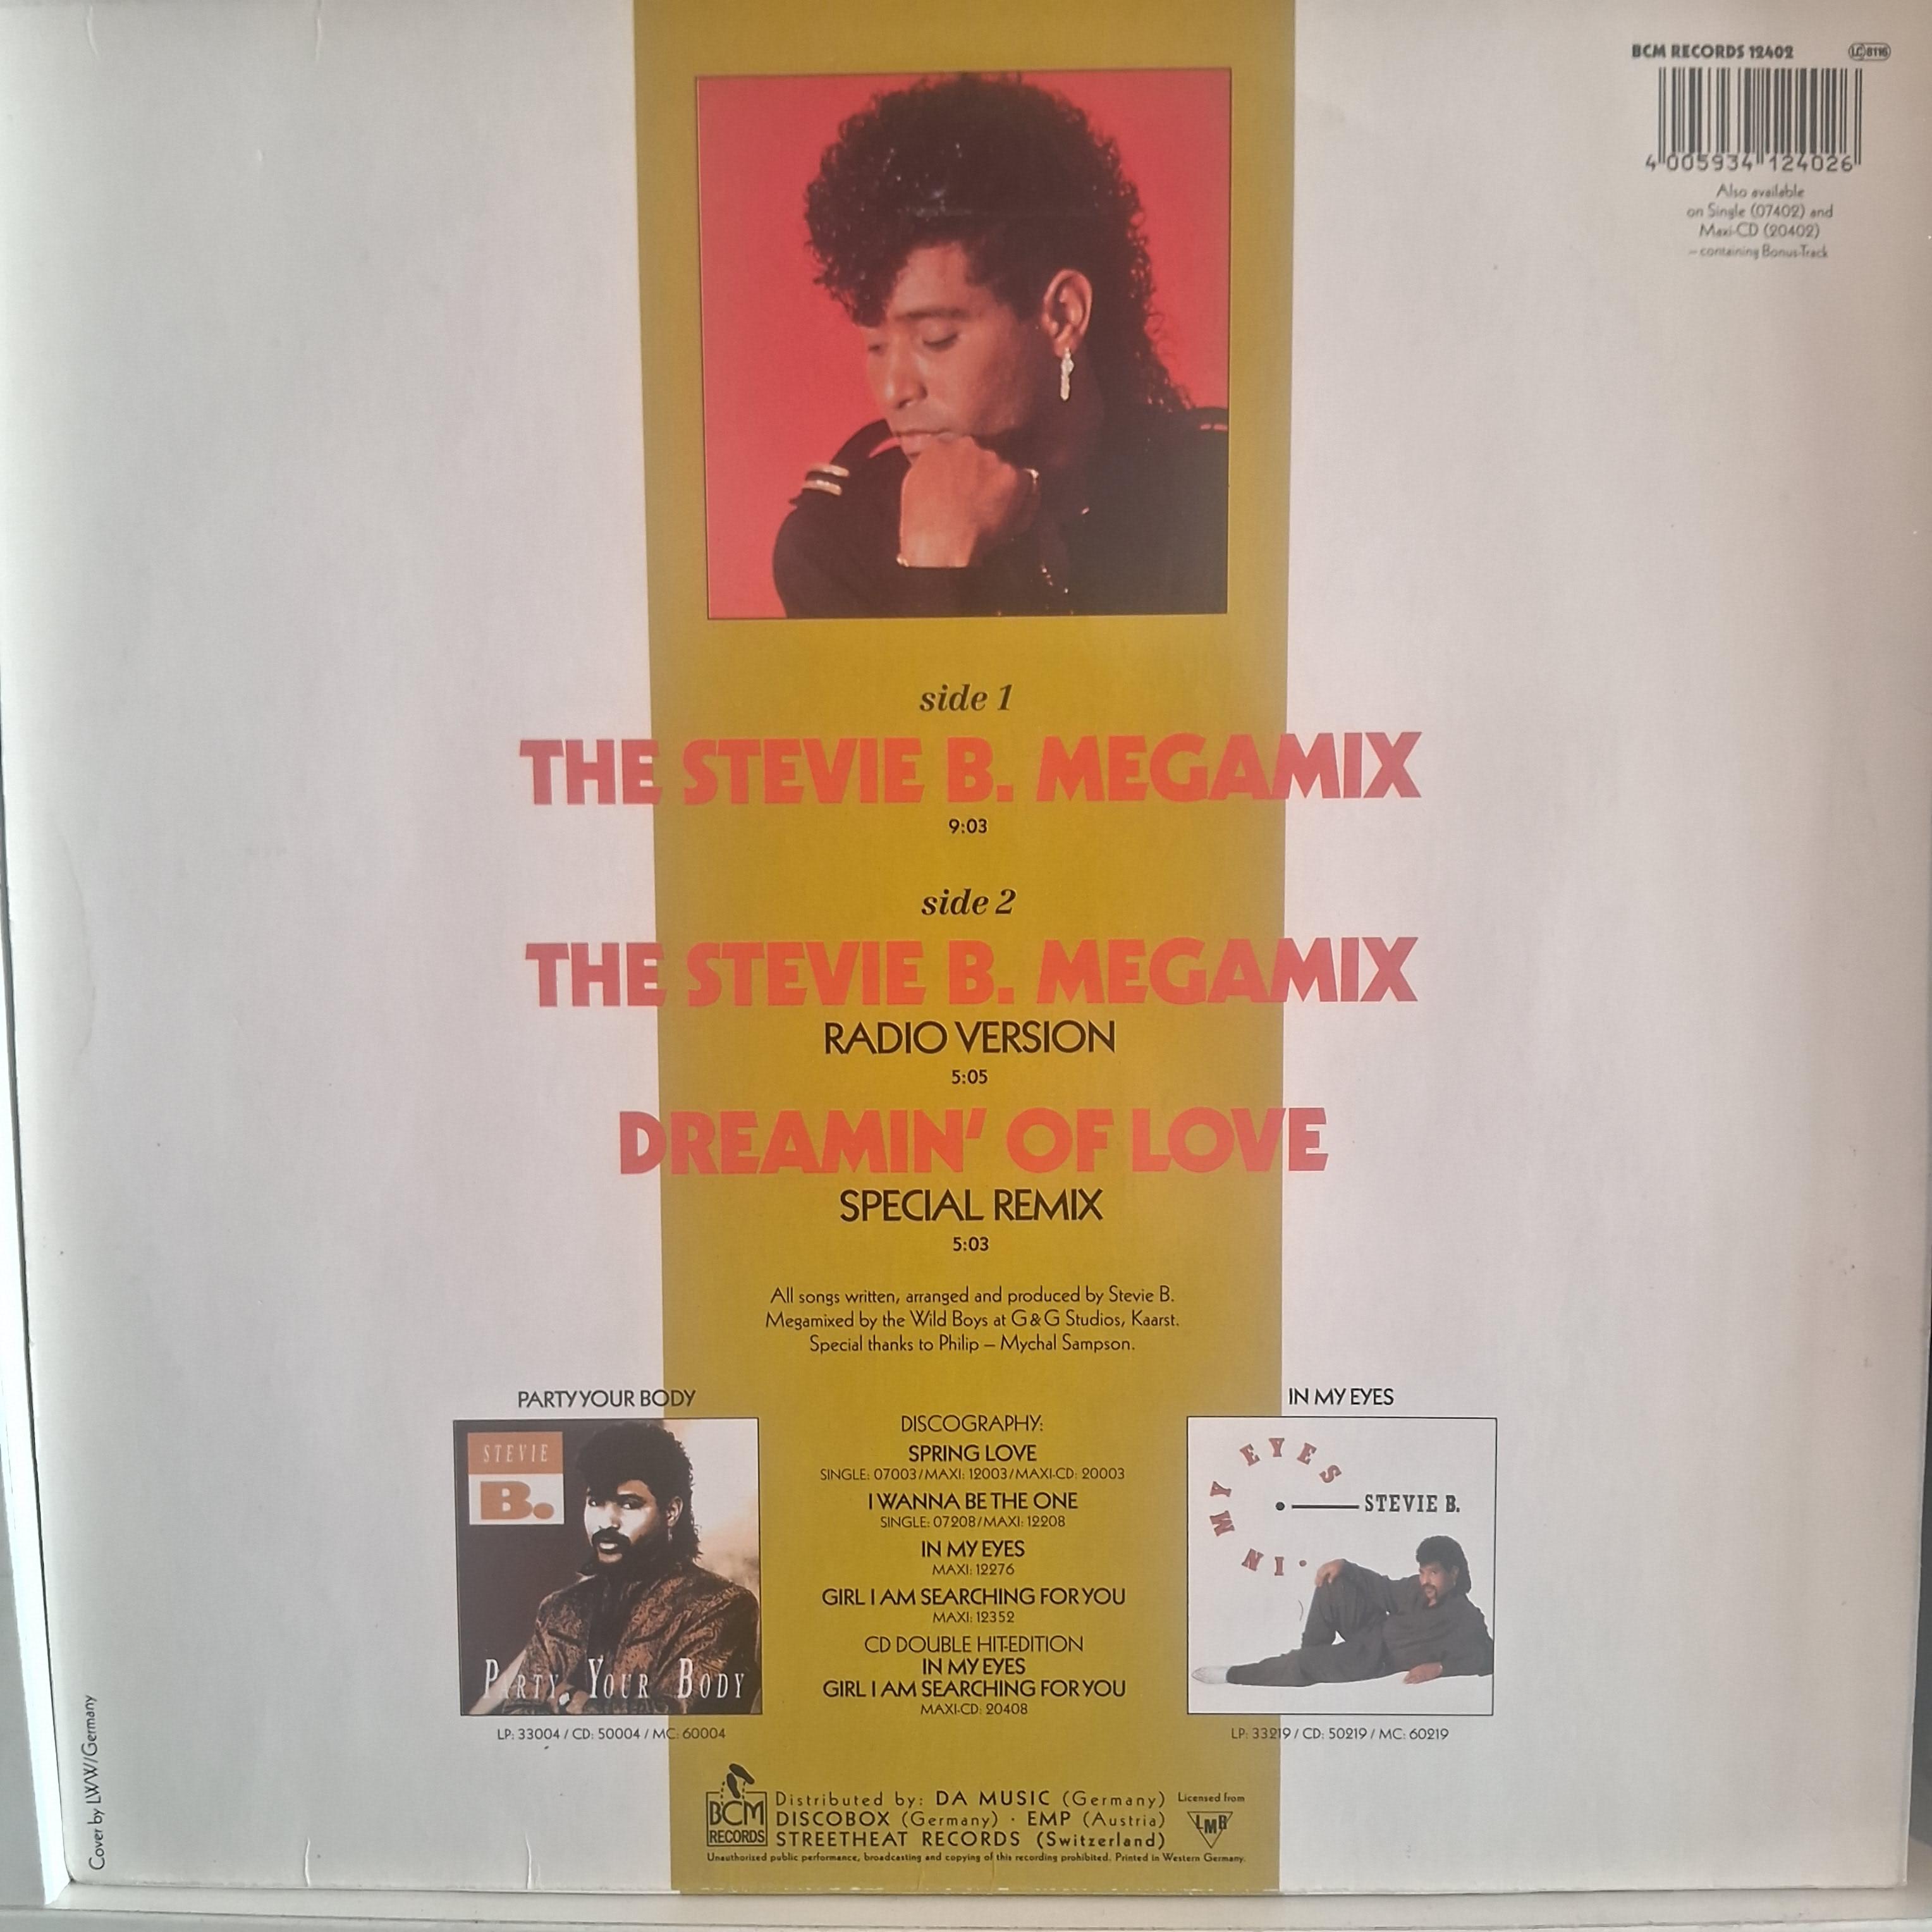 BCM RECORDS 12402
LC 8116
4 005934 124026
Also available
on Single (07402) and
Maxi-CD (20402)
– containing Bonus-Track
side 1
THE STEVIE B. MEGAMIX
9:03
side 2
THE STEVIE B. MEGAMIX
RADIO VERSION
5:05
DREAMIN' OF LOVE
SPECIAL REMIX
5:03
All songs written, arranged and produced by Stevie B.
Megamixed by the Wild Boys at G&G Studios, Kaarst.
Special thanks to Philip – Mychal Sampson.
PARTY YOUR BODY
STEVIE
B.
PARTY YOUR BODY
LP: 33004 / CD: 50004 / MC: 60004
DISCOGRAPHY:
SPRING LOVE
SINGLE: 07003/MAXI: 12003/MAXI-CD: 20003
I WANNA BE THE ONE
SINGLE: 07208/MAXI: 12208
IN MY EYES
MAXI: 12276
GIRL I AM SEARCHING FOR YOU
MAXI: 12352
CD DOUBLE HIT-EDITION
IN MY EYES
GIRL I AM SEARCHING FOR YOU
MAXI-CD: 20408
IN MY EYES
IN MY EYES
STEVIE B.
LP: 33219 / CD: 50219 / MC: 60219
Cover by LWW/Germany
BCM
RECORDS
Distributed by: DA MUSIC (Germany)
DISCOBOX (Germany) · EMP (Austria)
STREETHEAT RECORDS (Switzerland)
Licensed from
LMR
Unauthorized public performance, broadcasting and copying of this recording prohibited. Printed in Western Germany.